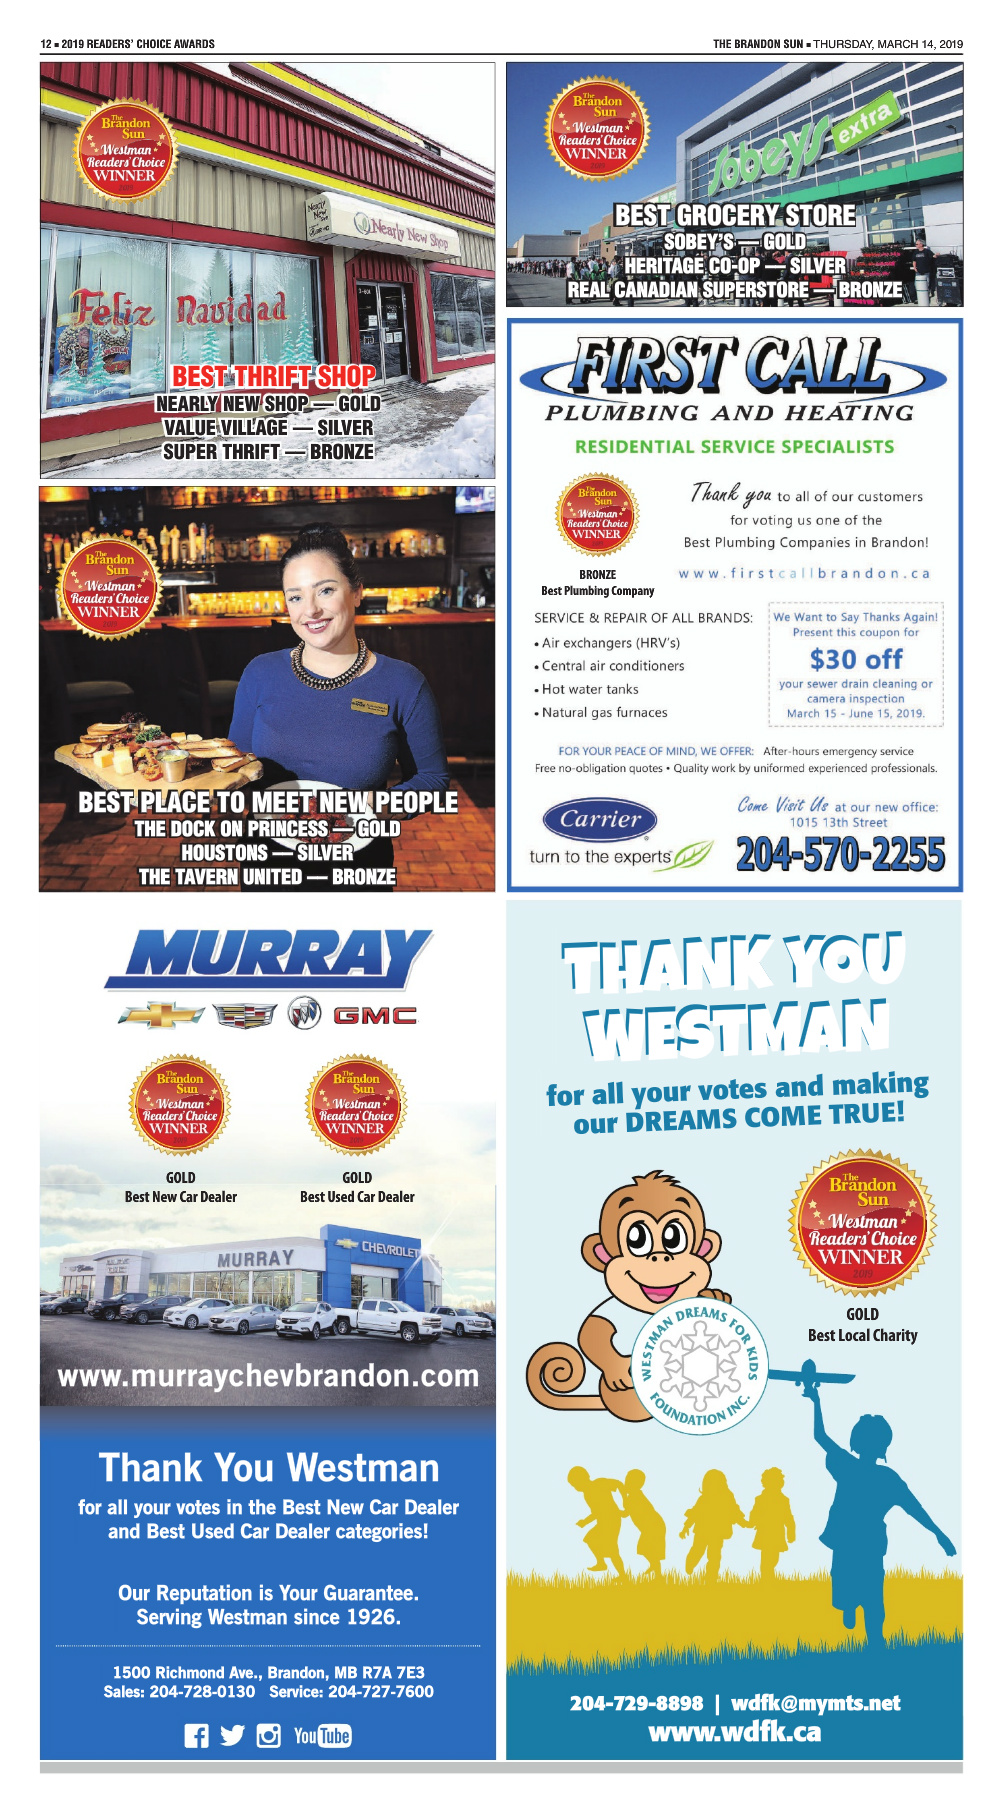 12 ▪ 2019 READERS' CHOICE AWARDS
THE BRANDON SUN ▪ THURSDAY, MARCH 14, 2019
The
Brandon
Sun
Westman
Readers' Choice
WINNER
2019
Nearly
New
Nearly New Shop
Feliz Navidad
BEST THRIFT SHOP
NEARLY NEW SHOP — GOLD
VALUE VILLAGE — SILVER
SUPER THRIFT — BRONZE
The
Brandon
Sun
Westman
Readers' Choice
WINNER
2019
Sobeys extra
BEST GROCERY STORE
SOBEY'S — GOLD
HERITAGE CO-OP — SILVER
REAL CANADIAN SUPERSTORE — BRONZE
The
Brandon
Sun
Westman
Readers' Choice
WINNER
2019
BEST PLACE TO MEET NEW PEOPLE
THE DOCK ON PRINCESS — GOLD
HOUSTONS — SILVER
THE TAVERN UNITED — BRONZE
FIRST CALL
PLUMBING AND HEATING
RESIDENTIAL SERVICE SPECIALISTS
The
Brandon
Sun
Westman
Readers' Choice
WINNER
2019
BRONZE
Best Plumbing Company
Thank you to all of our customers
for voting us one of the
Best Plumbing Companies in Brandon!
www.firstcallbrandon.ca
SERVICE & REPAIR OF ALL BRANDS:
• Air exchangers (HRV's)
• Central air conditioners
• Hot water tanks
• Natural gas furnaces
We Want to Say Thanks Again!
Present this coupon for
$30 off
your sewer drain cleaning or
camera inspection
March 15 - June 15, 2019.
FOR YOUR PEACE OF MIND, WE OFFER: After-hours emergency service
Free no-obligation quotes • Quality work by uniformed experienced professionals.
Carrier
turn to the experts
Come Visit Us at our new office:
1015 13th Street
204-570-2255
MURRAY
GMC
The
Brandon
Sun
Westman
Readers' Choice
WINNER
2019
GOLD
Best New Car Dealer
The
Brandon
Sun
Westman
Readers' Choice
WINNER
2019
GOLD
Best Used Car Dealer
MURRAY
CHEVROLET
www.murraychevbrandon.com
Thank You Westman
for all your votes in the Best New Car Dealer
and Best Used Car Dealer categories!
Our Reputation is Your Guarantee.
Serving Westman since 1926.
1500 Richmond Ave., Brandon, MB R7A 7E3
Sales: 204-728-0130 Service: 204-727-7600
YouTube
THANK YOU
WESTMAN
for all your votes and making
our DREAMS COME TRUE!
The
Brandon
Sun
Westman
Readers' Choice
WINNER
2019
GOLD
Best Local Charity
WESTMAN DREAMS FOR KIDS
FOUNDATION INC.
204-729-8898 | wdfk@mymts.net
www.wdfk.ca